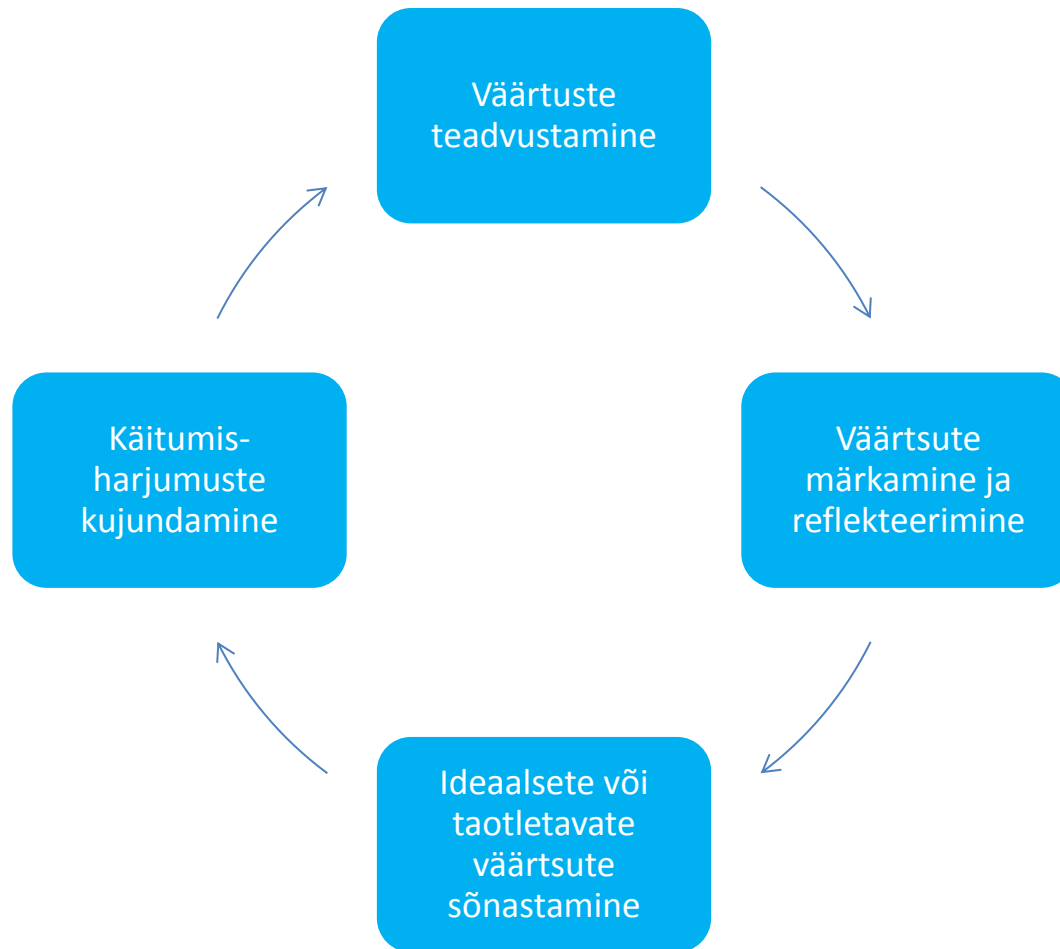 Väärtuste
teadvustamine
Väärtsute
märkamine ja
reflekteerimine
Ideaalsete või
taotletavate
väärtsute
sõnastamine
Käitumis-
harjumuste
kujundamine